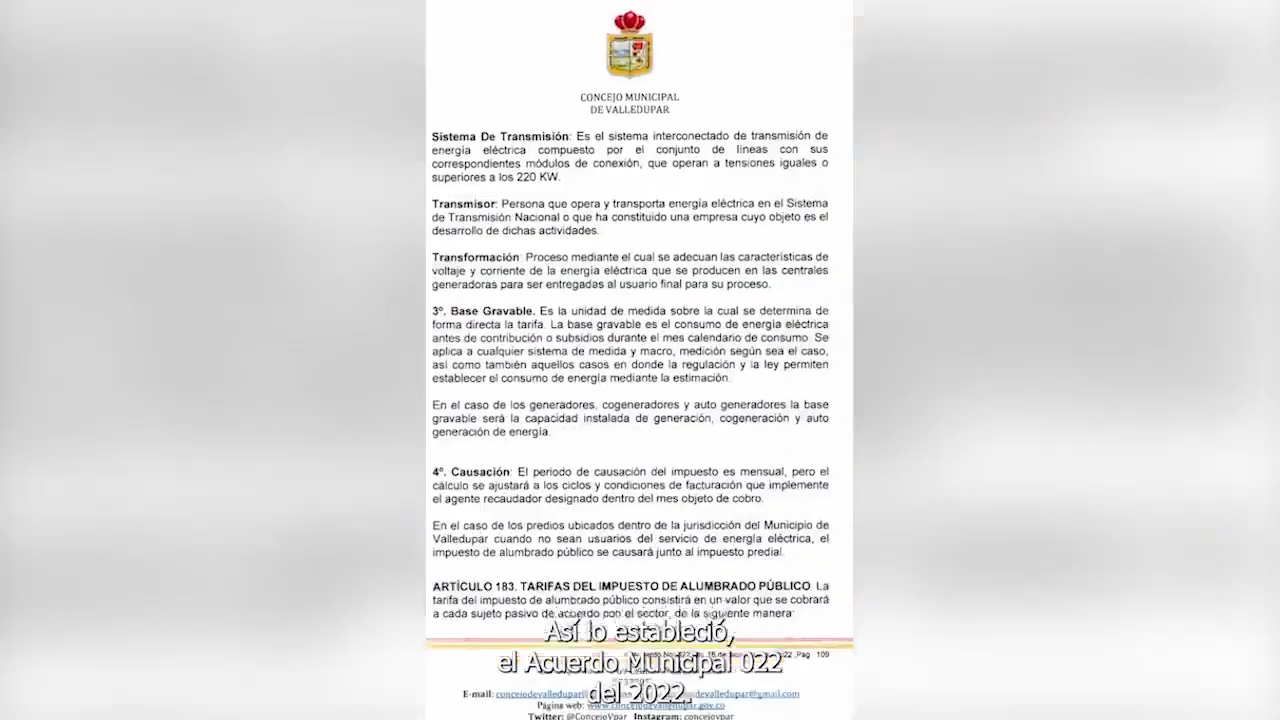 CONCEJO MUNICIPAL
DE VALLEDUPAR
Sistema De Transmisión: Es el sistema interconectado de transmisión de
energía eléctrica compuesto por el conjunto de líneas con sus
correspondientes módulos de conexión, que operan a tensiones iguales o
superiores a los 220 KW.
Transmisor: Persona que opera y transporta energía eléctrica en el Sistema
de Transmisión Nacional o que ha constituido una empresa cuyo objeto es el
desarrollo de dichas actividades.
Transformación: Proceso mediante el cual se adecuan las características de
voltaje y corriente de la energía eléctrica que se producen en las centrales
generadoras para ser entregadas al usuario final para su proceso.
3º. Base Gravable. Es la unidad de medida sobre la cual se determina de
forma directa la tarifa. La base gravable es el consumo de energía eléctrica
antes de contribución o subsidios durante el mes calendario de consumo. Se
aplica a cualquier sistema de medida y macro, medición según sea el caso,
así como también aquellos casos en donde la regulación y la ley permiten
establecer el consumo de energía mediante la estimación.
En el caso de los generadores, cogeneradores y auto generadores la base
gravable será la capacidad instalada de generación, cogeneración y auto
generación de energía.
4º. Causación: El periodo de causación del impuesto es mensual, pero el
cálculo se ajustará a los ciclos y condiciones de facturación que implemente
el agente recaudador designado dentro del mes objeto de cobro.
En el caso de los predios ubicados dentro de la jurisdicción del Municipio de
Valledupar cuando no sean usuarios del servicio de energía eléctrica, el
impuesto de alumbrado público se causará junto al impuesto predial.
ARTÍCULO 183. TARIFAS DEL IMPUESTO DE ALUMBRADO PÚBLICO. La
tarifa del impuesto de alumbrado público consistirá en un valor que se cobrará
a cada sujeto pasivo de acuerdo por el sector, de la siguiente manera:
Así lo estableció,
el Acuerdo Municipal 022
del 2022.
Pag 109
E-mail: concejodevalledupar@ devalledupar@gmail.com
Página web: www.concejodevalledupar.gov.co
Twitter: @ConcejoVpar Instagram: concejovpar